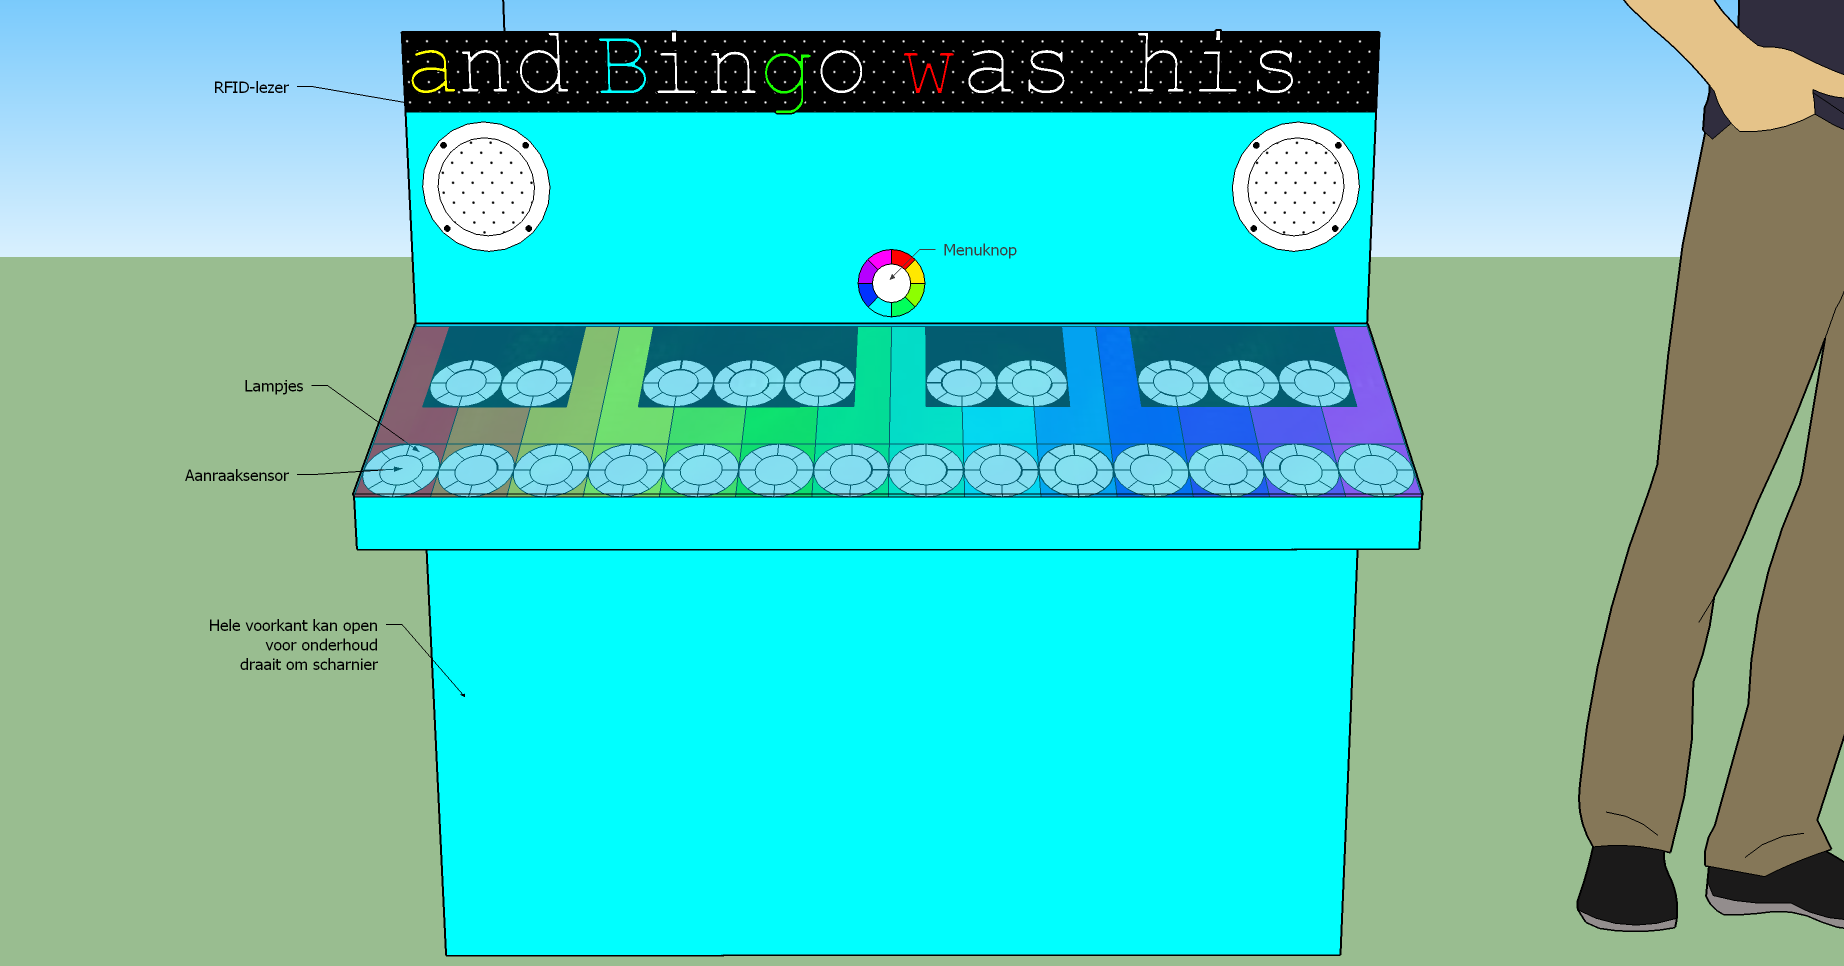 and Bingo was his
RFID-lezer
Menuknop
Lampjes
Aanraaksensor
Hele voorkant kan open
voor onderhoud
draait om scharnier